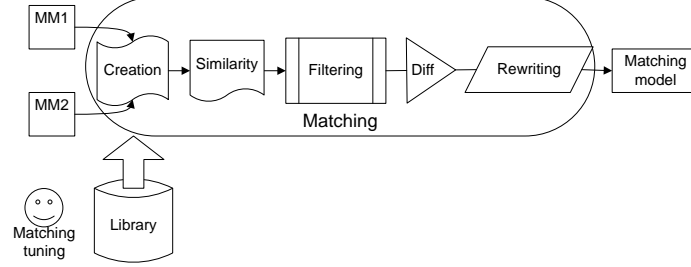 MM1
MM2
Creation
Similarity
Filtering
Diff
Rewriting
Matching
model
Matching
Library
Matching
tuning